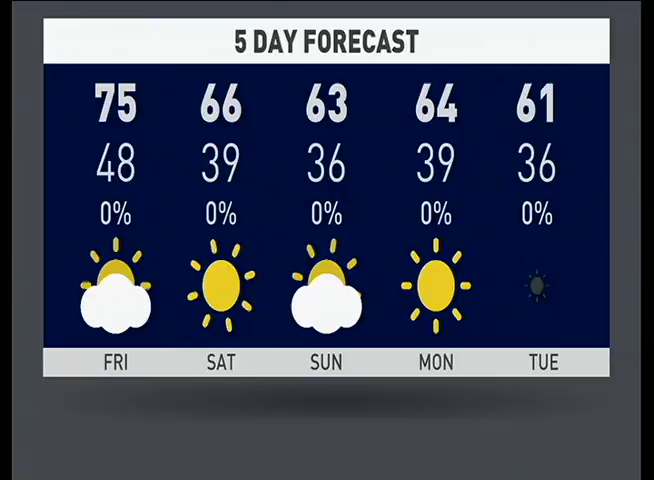 5 DAY FORECAST
75 66 63 64 61
48 39 36 39 36
0% 0% 0% 0% 0%
FRI SAT SUN MON TUE